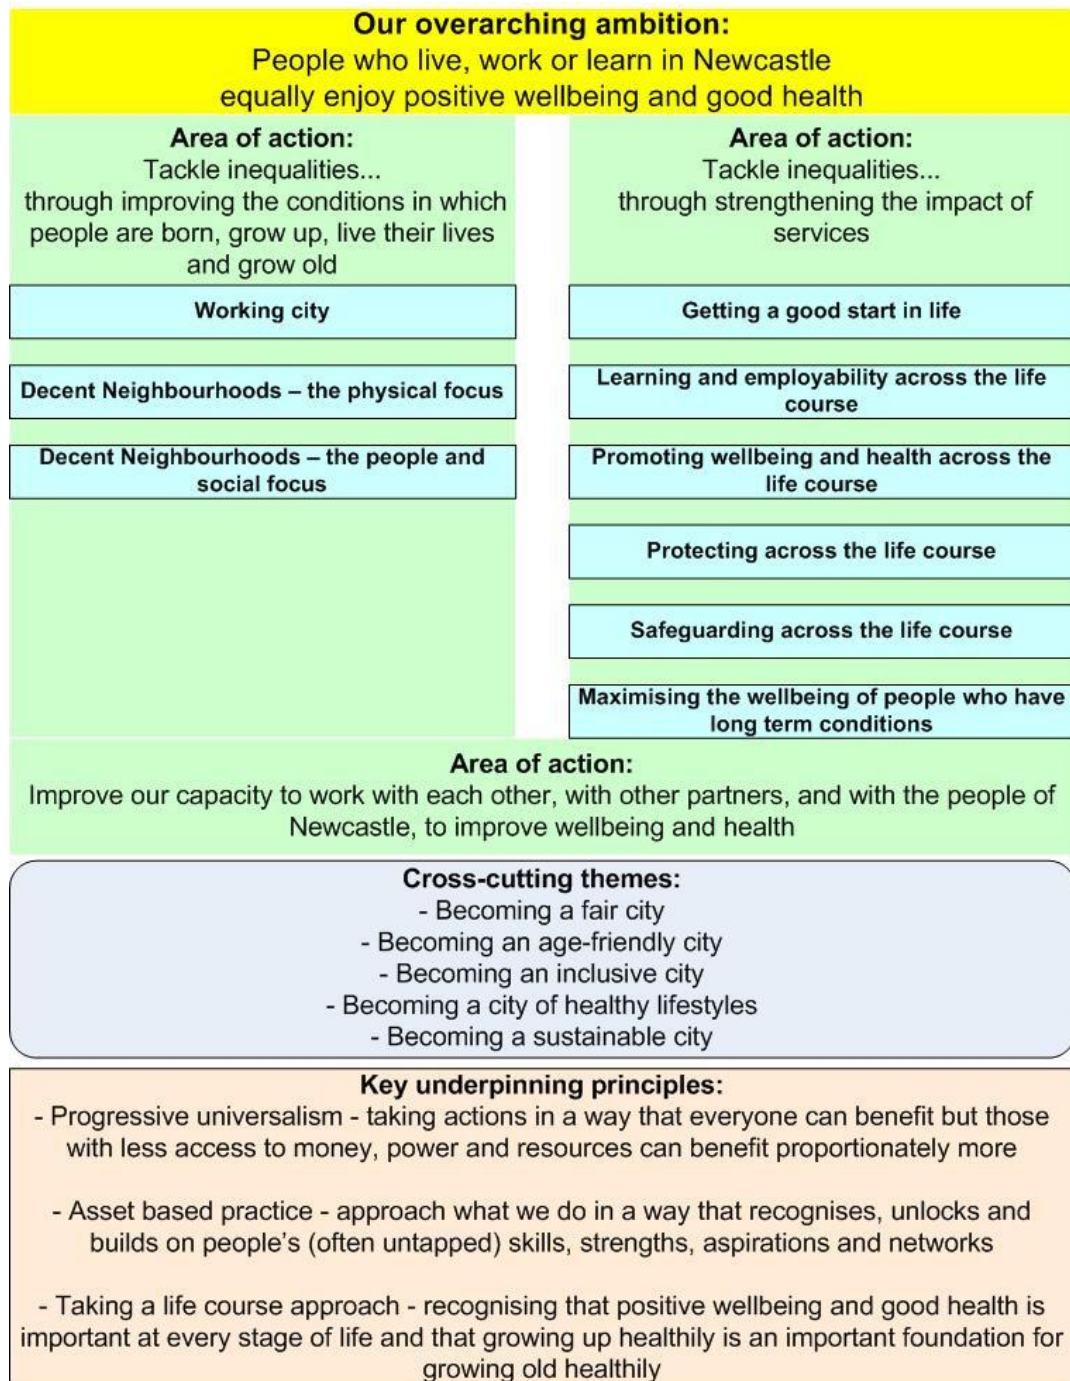 Our overarching ambition:
People who live, work or learn in Newcastle
equally enjoy positive wellbeing and good health
Area of action:
Tackle inequalities...
through improving the conditions in which
people are born, grow up, live their lives
and grow old
Working city
Decent Neighbourhoods – the physical focus
Decent Neighbourhoods – the people and
social focus
Area of action:
Tackle inequalities...
through strengthening the impact of
services
Getting a good start in life
Learning and employability across the life
course
Promoting wellbeing and health across the
life course
Protecting across the life course
Safeguarding across the life course
Maximising the wellbeing of people who have
long term conditions
Area of action:
Improve our capacity to work with each other, with other partners, and with the people of
Newcastle, to improve wellbeing and health
Cross-cutting themes:
- Becoming a fair city
- Becoming an age-friendly city
- Becoming an inclusive city
- Becoming a city of healthy lifestyles
- Becoming a sustainable city
Key underpinning principles:
- Progressive universalism - taking actions in a way that everyone can benefit but those
with less access to money, power and resources can benefit proportionately more
- Asset based practice - approach what we do in a way that recognises, unlocks and
builds on people's (often untapped) skills, strengths, aspirations and networks
- Taking a life course approach - recognising that positive wellbeing and good health is
important at every stage of life and that growing up healthily is an important foundation for
growing old healthily